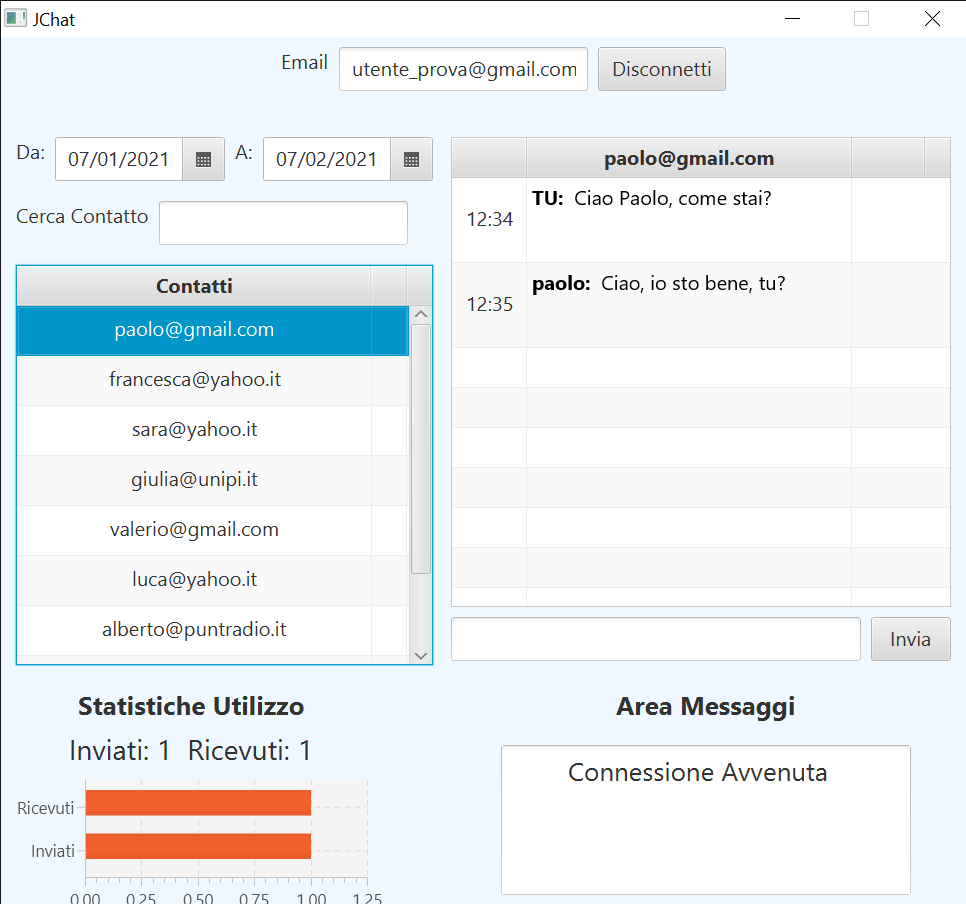 JChat
Email utente_prova@gmail.com Disconnetti
Da: 07/01/2021 A: 07/02/2021
Cerca Contatto
Contatti
paolo@gmail.com
francesca@yahoo.it
sara@yahoo.it
giulia@unipi.it
valerio@gmail.com
luca@yahoo.it
alberto@puntradio.it
paolo@gmail.com
12:34 TU: Ciao Paolo, come stai?
12:35 paolo: Ciao, io sto bene, tu?
Invia
Statistiche Utilizzo
Inviati: 1 Ricevuti: 1
Ricevuti
Inviati
0.00 0.25 0.50 0.75 1.00 1.25
Area Messaggi
Connessione Avvenuta